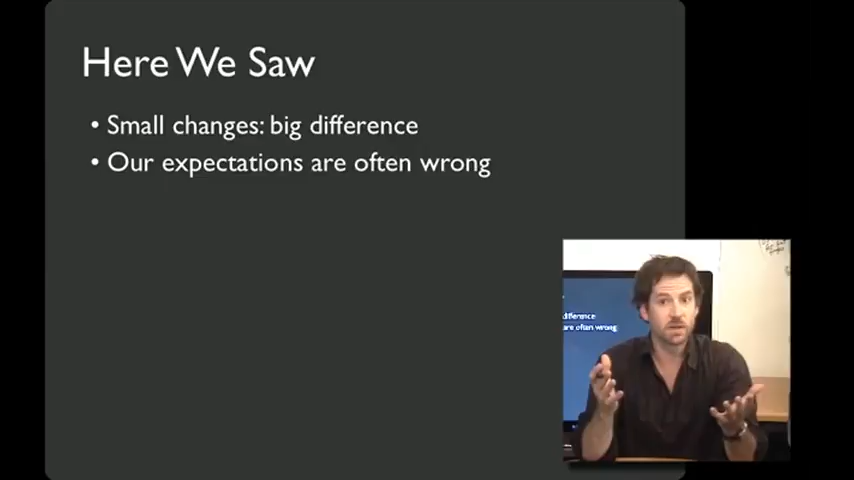 Here We Saw
• Small changes: big difference
• Our expectations are often wrong
difference
are often wrong